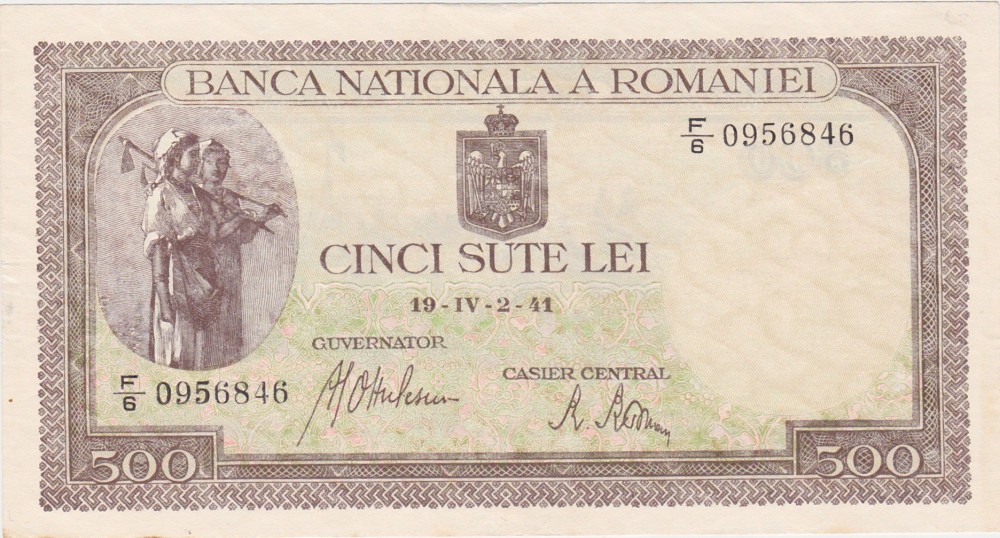 BANCA NATIONALA A ROMANIEI
F/6 0956846
CINCI SUTE LEI
19-IV-2-41
GUVERNATOR
CASIER CENTRAL
F/6 0956846
500
500